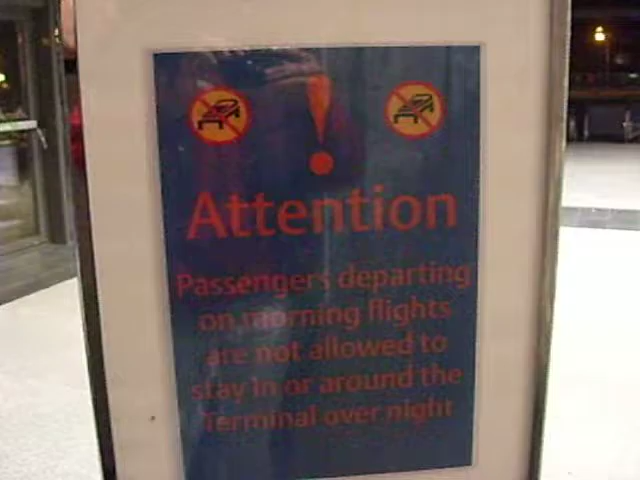 Attention
Passengers departing
on morning flights
are not allowed to
stay in or around the
Terminal over night